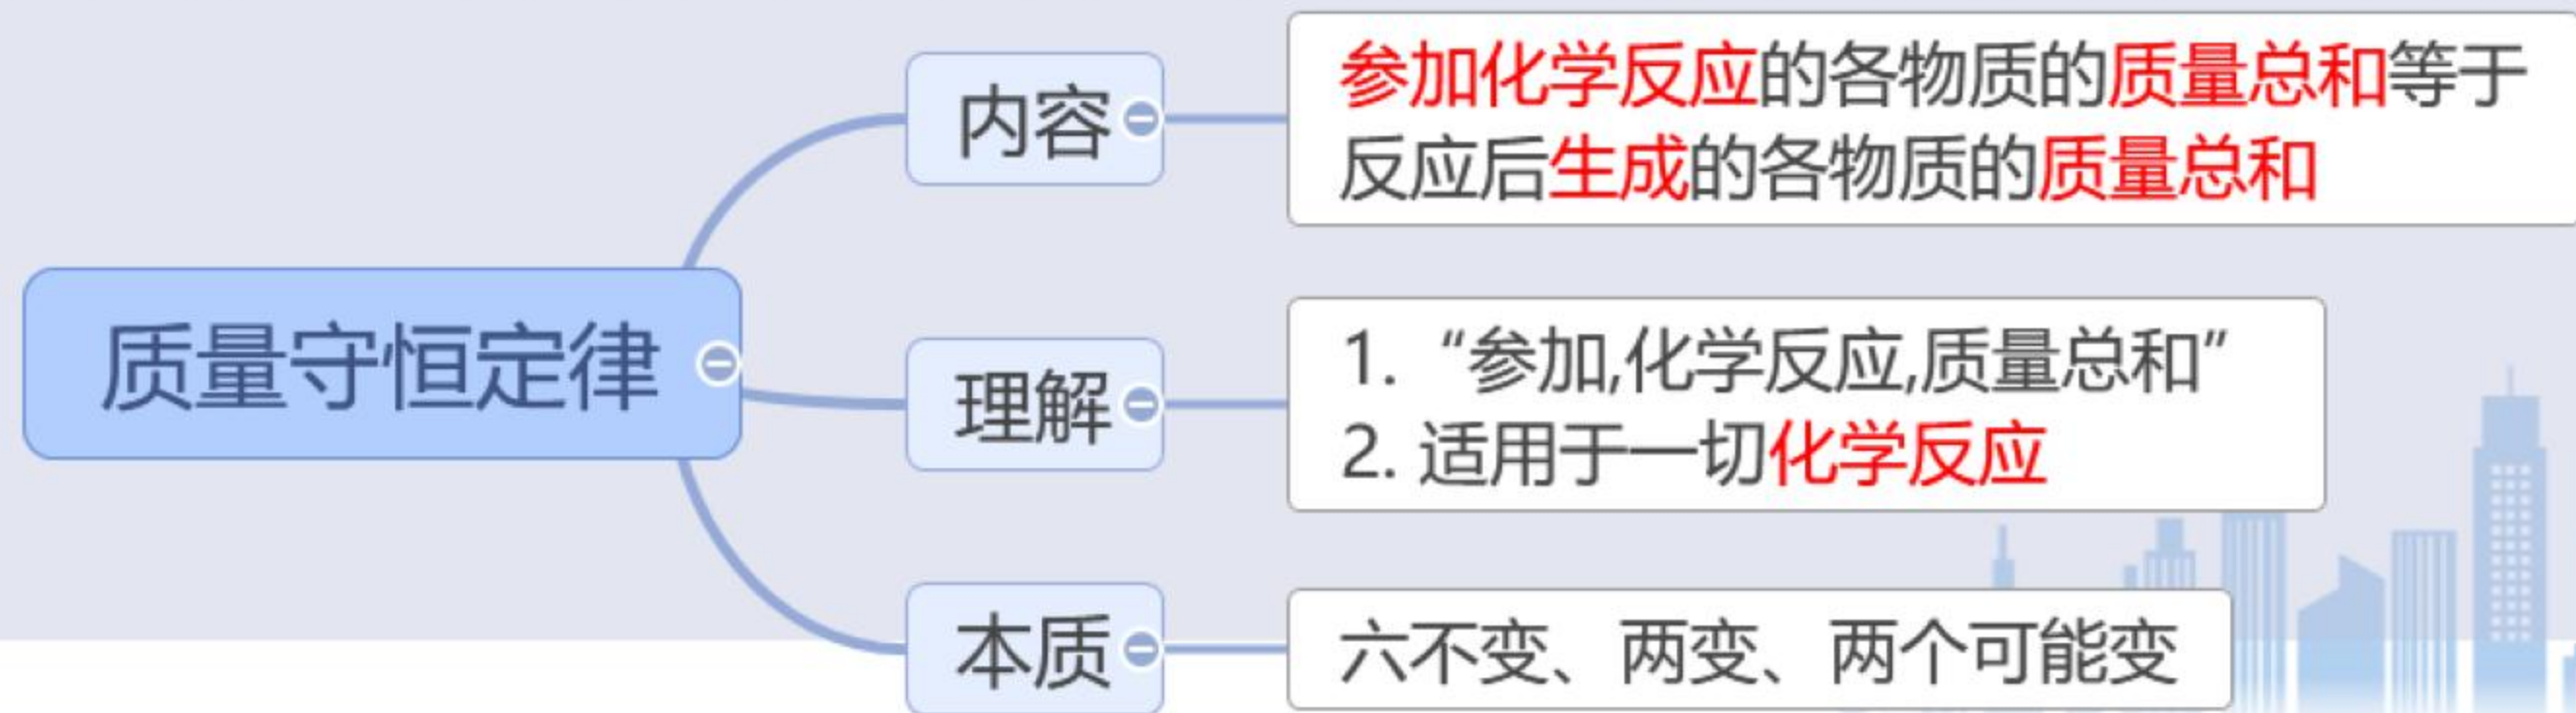 质量守恒定律
内容
参加化学反应的各物质的质量总和等于
反应后生成的各物质的质量总和
理解
1. “参加,化学反应,质量总和”
2. 适用于一切化学反应
本质
六不变、两变、两个可能变